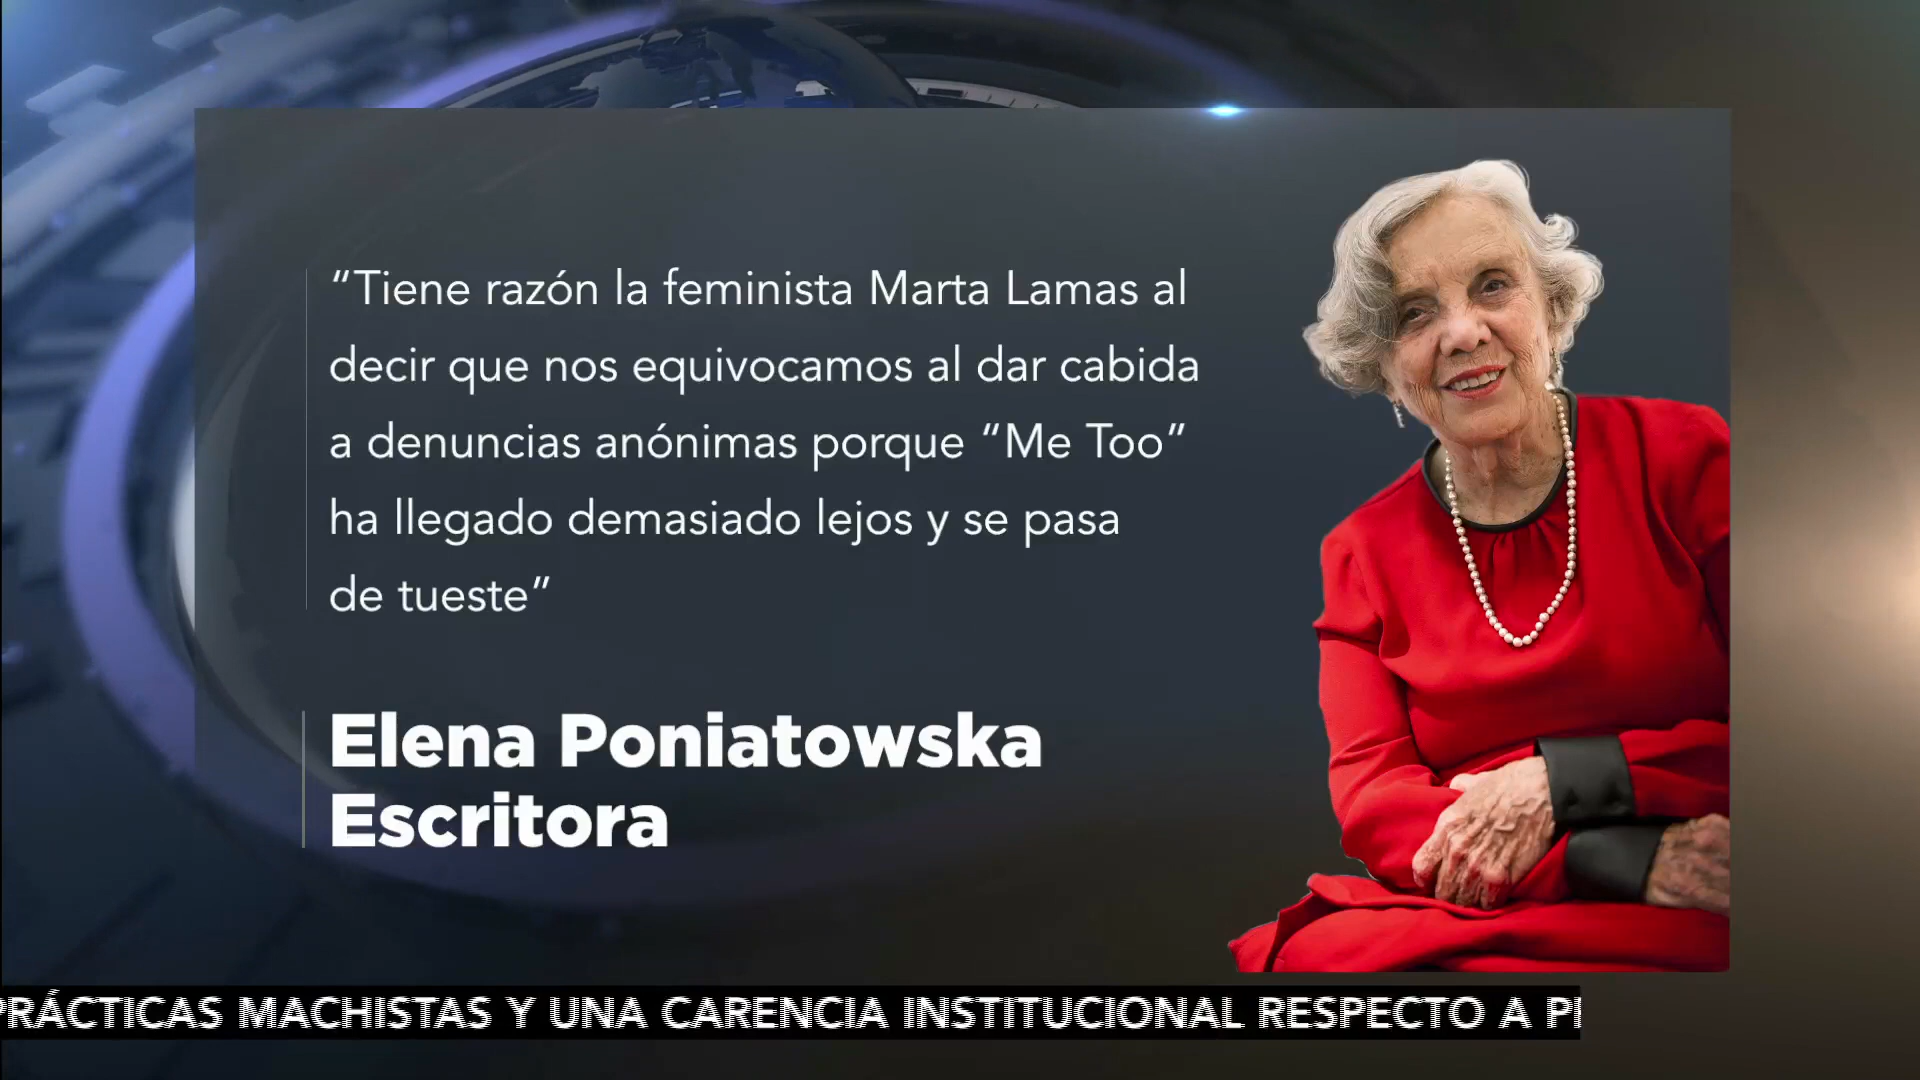 “Tiene razón la feminista Marta Lamas al
decir que nos equivocamos al dar cabida
a denuncias anónimas porque “Me Too”
ha llegado demasiado lejos y se pasa
de tueste”
Elena Poniatowska
Escritora
PRÁCTICAS MACHISTAS Y UNA CARENCIA INSTITUCIONAL RESPECTO A